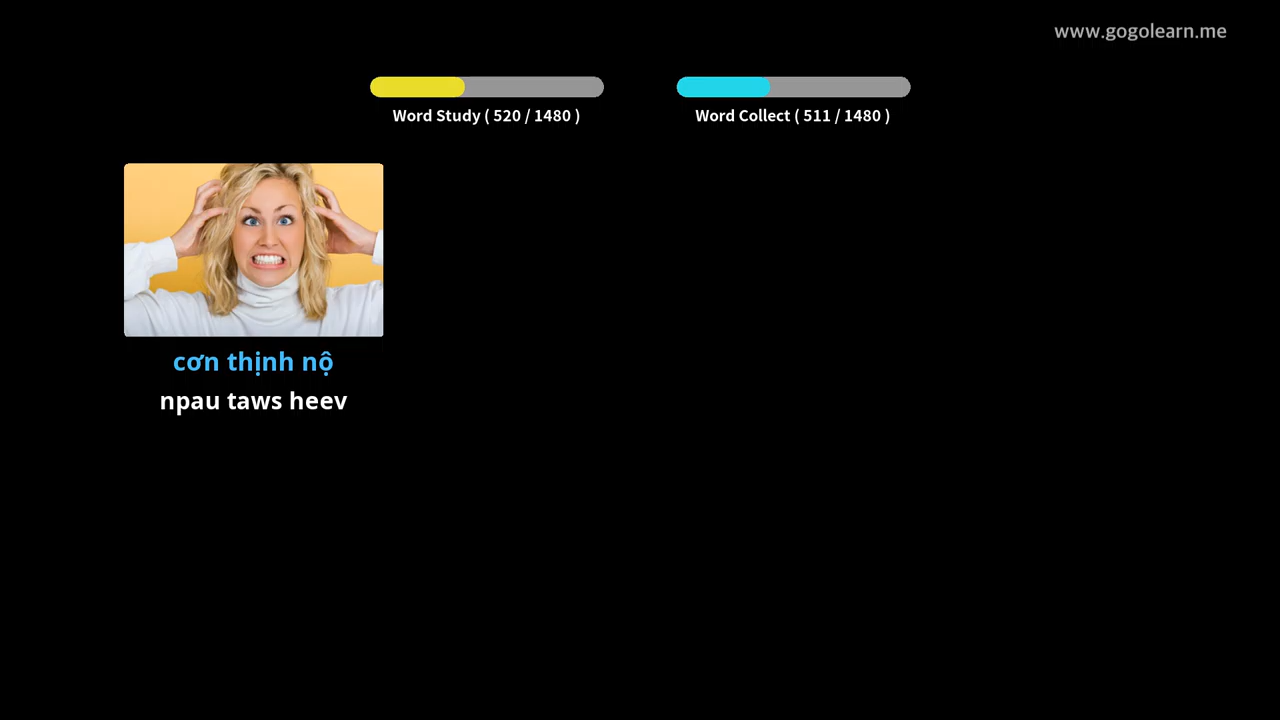 www.gogolearn.me
Word Study ( 520 / 1480 )
Word Collect ( 511 / 1480 )
cơn thịnh nộ
npau taws heev